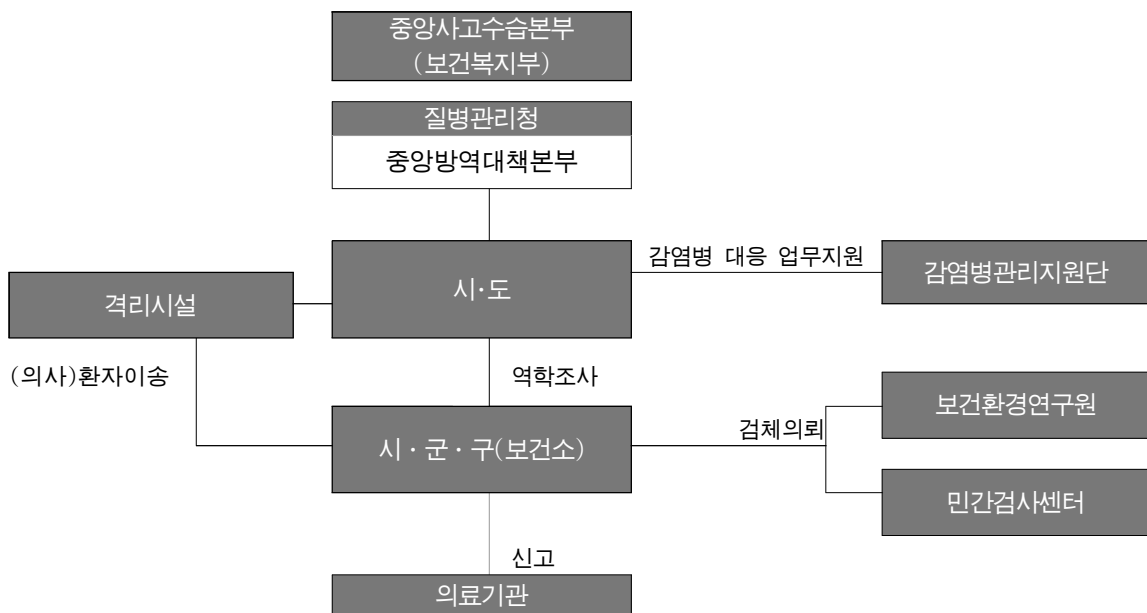 중앙사고수습본부
(보건복지부)
질병관리청
중앙방역대책본부
감염병 대응 업무지원
시·도
감염병관리지원단
격리시설
(의사)환자이송
역학조사
보건환경연구원
검체의뢰
시·군·구(보건소)
민간검사센터
신고
의료기관